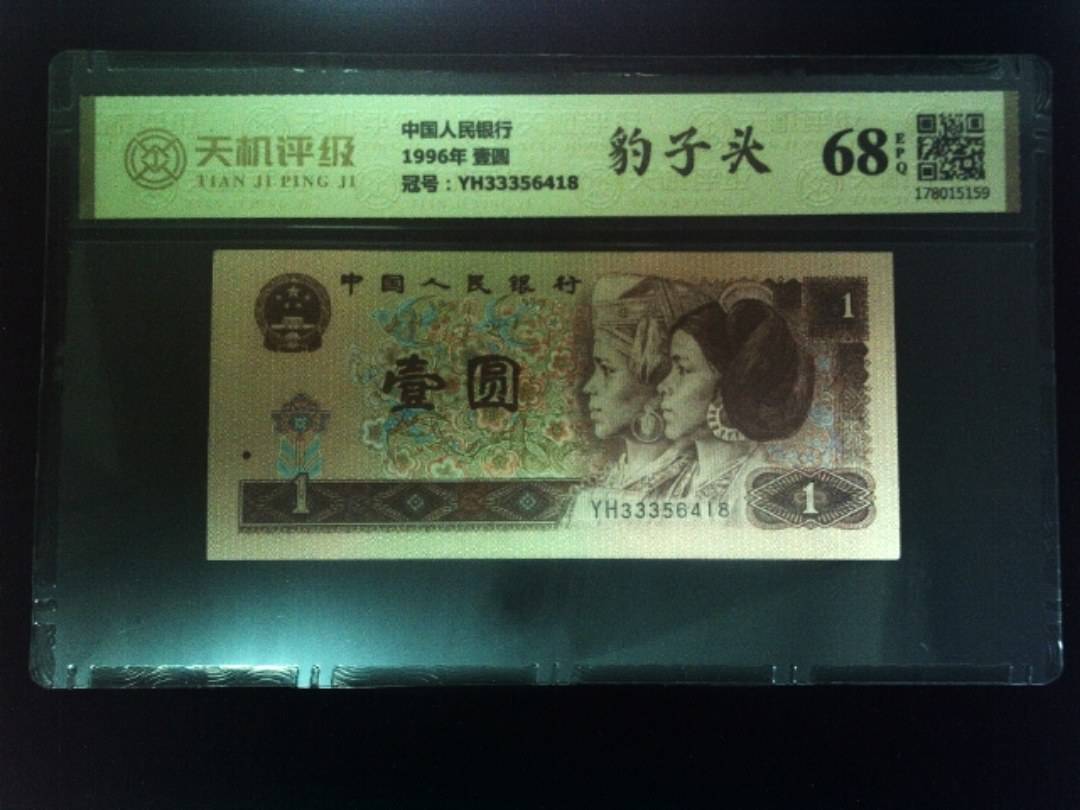 天机评级
TIAN JI PING JI
中国人民银行
1996年 壹圆
冠号：YH33356418
豹子头
68
EPQ
178015159
中国人民银行
1
壹圆
1
YH33356418
1